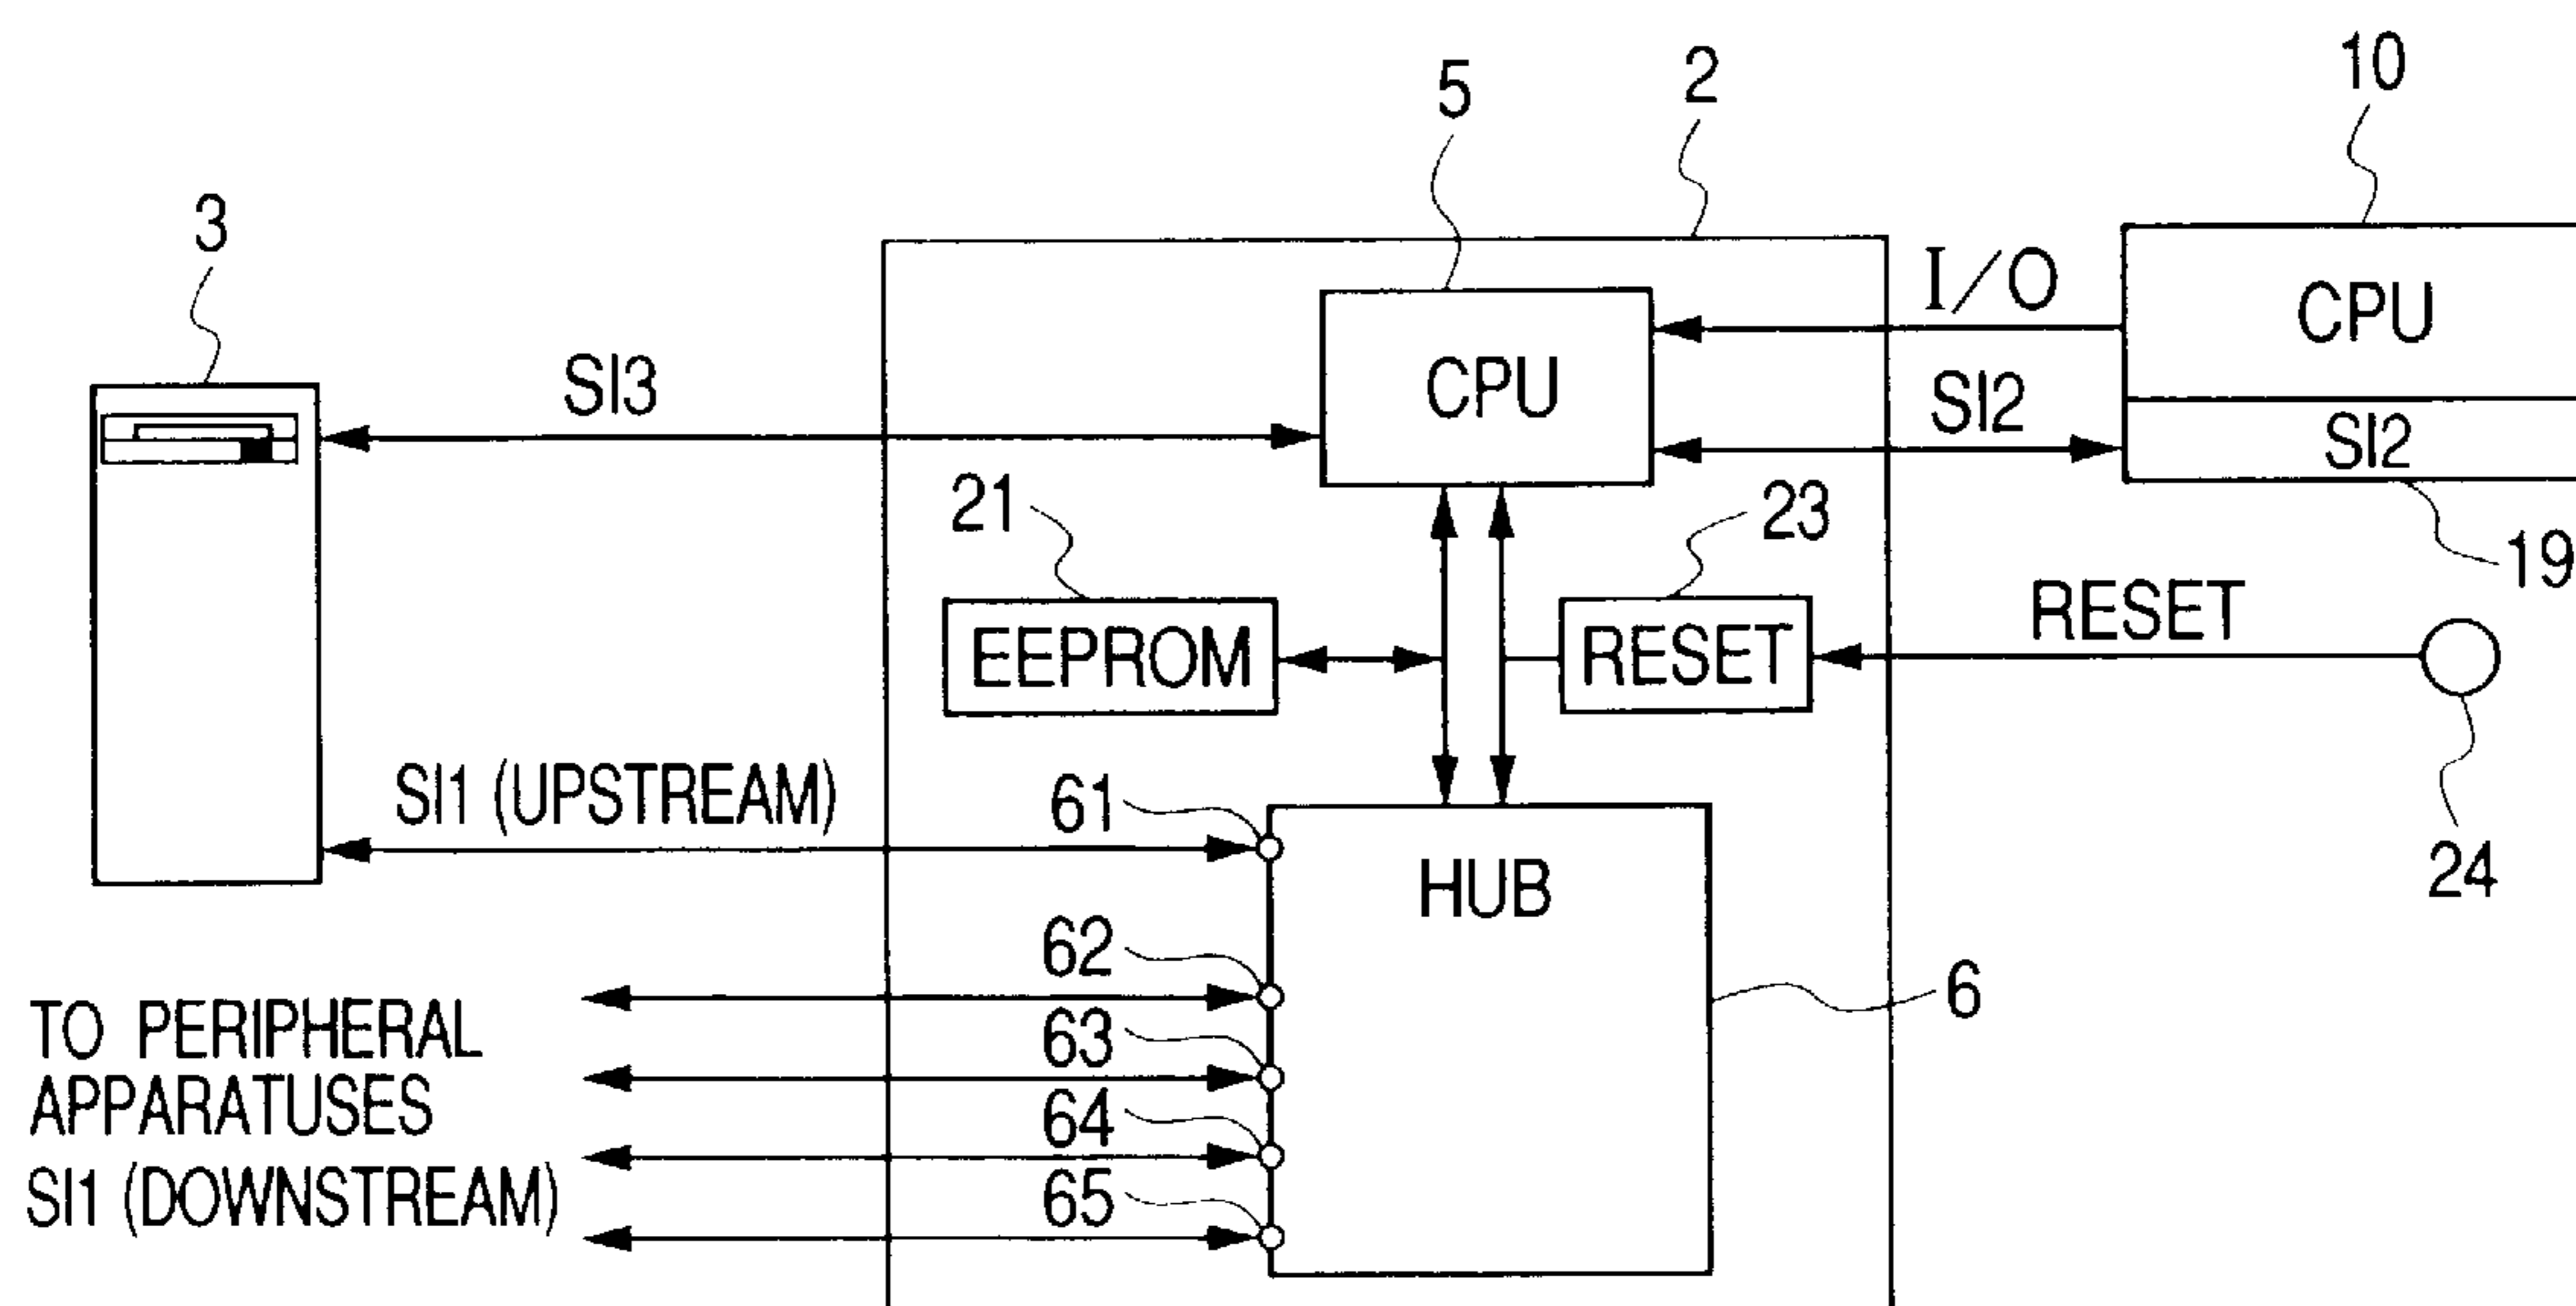 10
2
5
3
I/O
CPU
CPU
SI3
SI2
SI2
21
23
19
RESET
EEPROM
RESET
SI1 (UPSTREAM)
61
HUB
24
62
6
TO PERIPHERAL
63
APPARATUSES
64
SI1 (DOWNSTREAM)
65